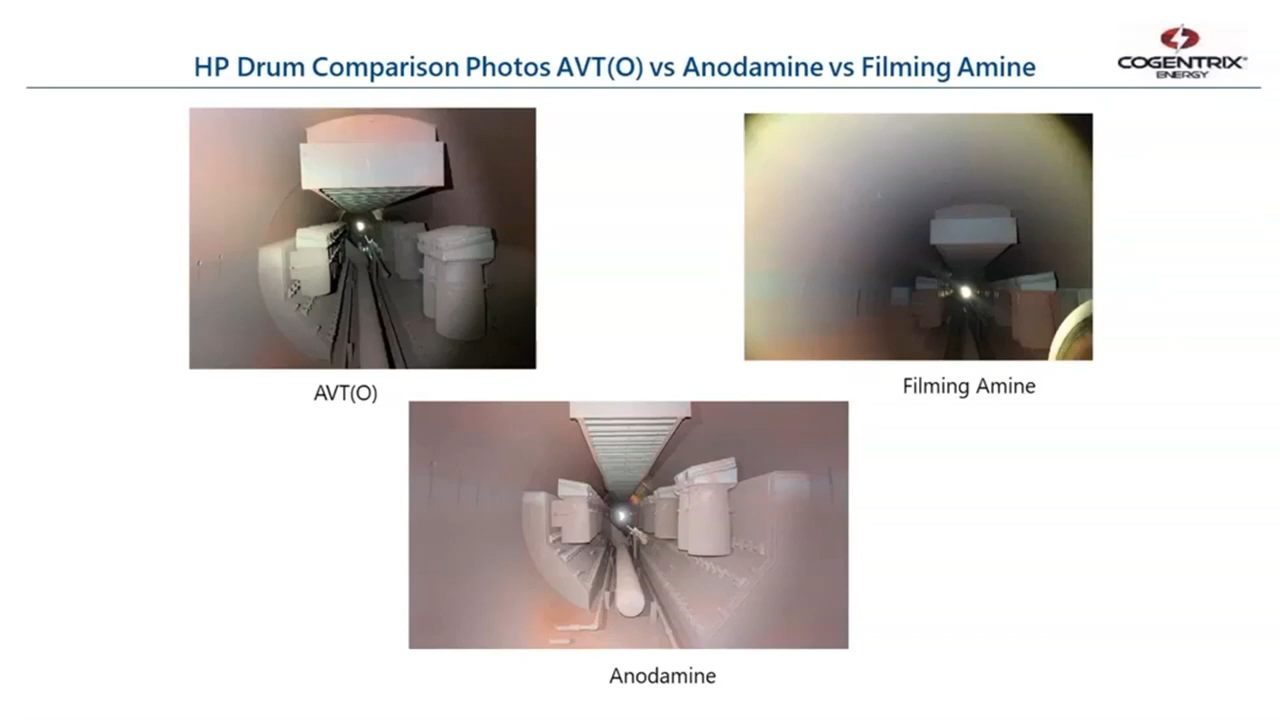 HP Drum Comparison Photos AVT(O) vs Anodamine vs Filming Amine
COGENTRIX®
ENERGY
AVT(O)
Filming Amine
Anodamine